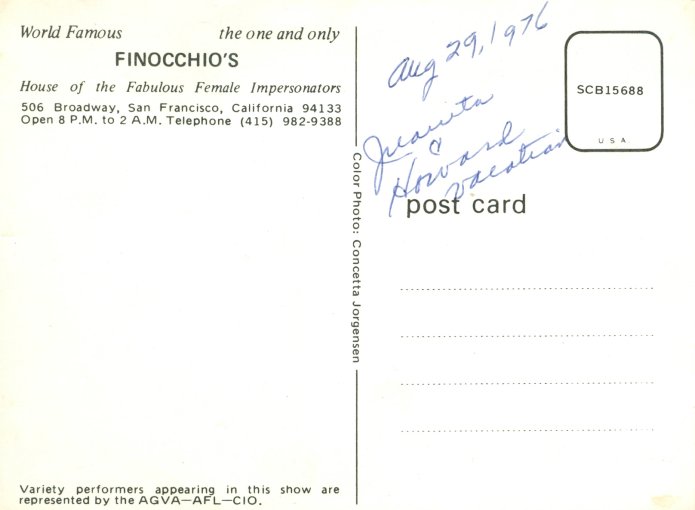 World Famous the one and only
FINOCCHIO'S
House of the Fabulous Female Impersonators
506 Broadway, San Francisco, California 94133
Open 8 P.M. to 2 A.M. Telephone (415) 982-9388
Variety performers appearing in this show are
represented by the AGVA—AFL—CIO.
Color Photo: Concetta Jorgensen
Aug 29, 1976
Juanita
&
Howard
vacation
SCB15688
USA
post card